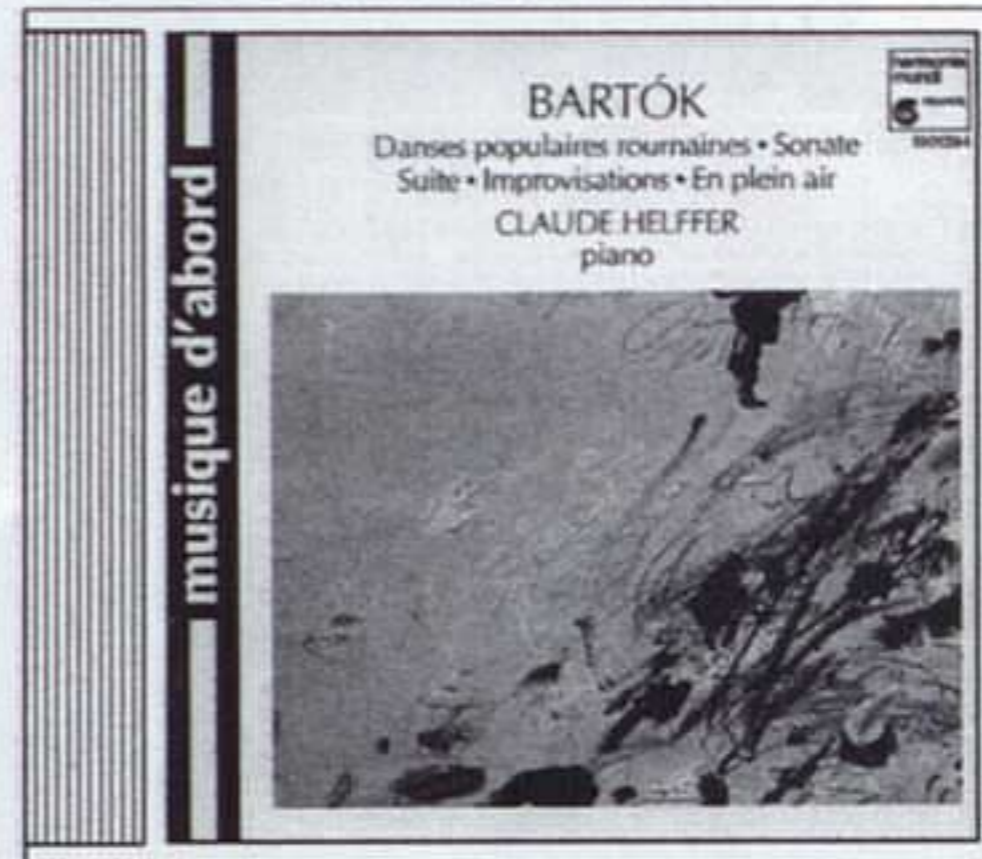 BARTÓK
Danses populaires roumaines • Sonate
Suite • Improvisations • En plein air
CLAUDE HELFFER
piano
harmonia
mundi
musique d'abord